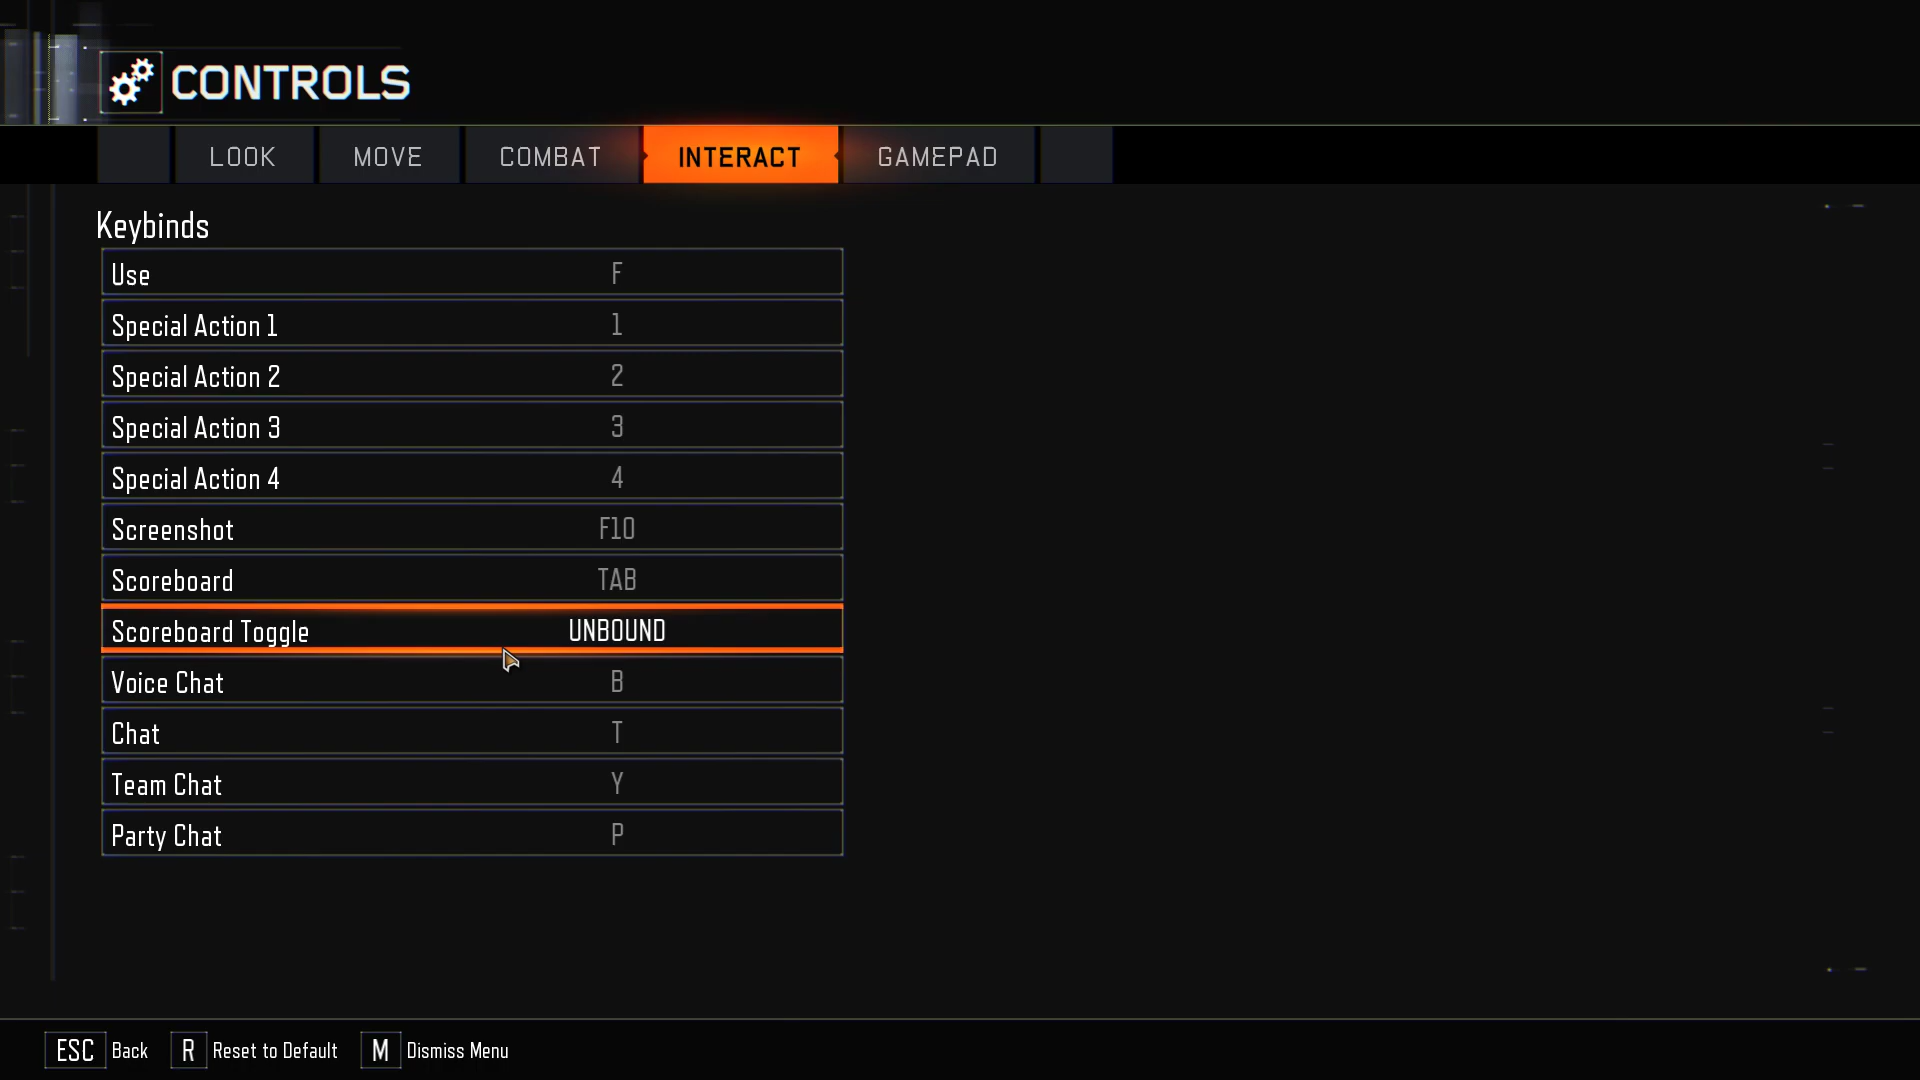 CONTROLS
LOOK MOVE COMBAT INTERACT GAMEPAD
Keybinds
Use F
Special Action 1 1
Special Action 2 2
Special Action 3 3
Special Action 4 4
Screenshot F10
Scoreboard TAB
Scoreboard Toggle UNBOUND
Voice Chat B
Chat T
Team Chat Y
Party Chat P
ESC Back R Reset to Default M Dismiss Menu